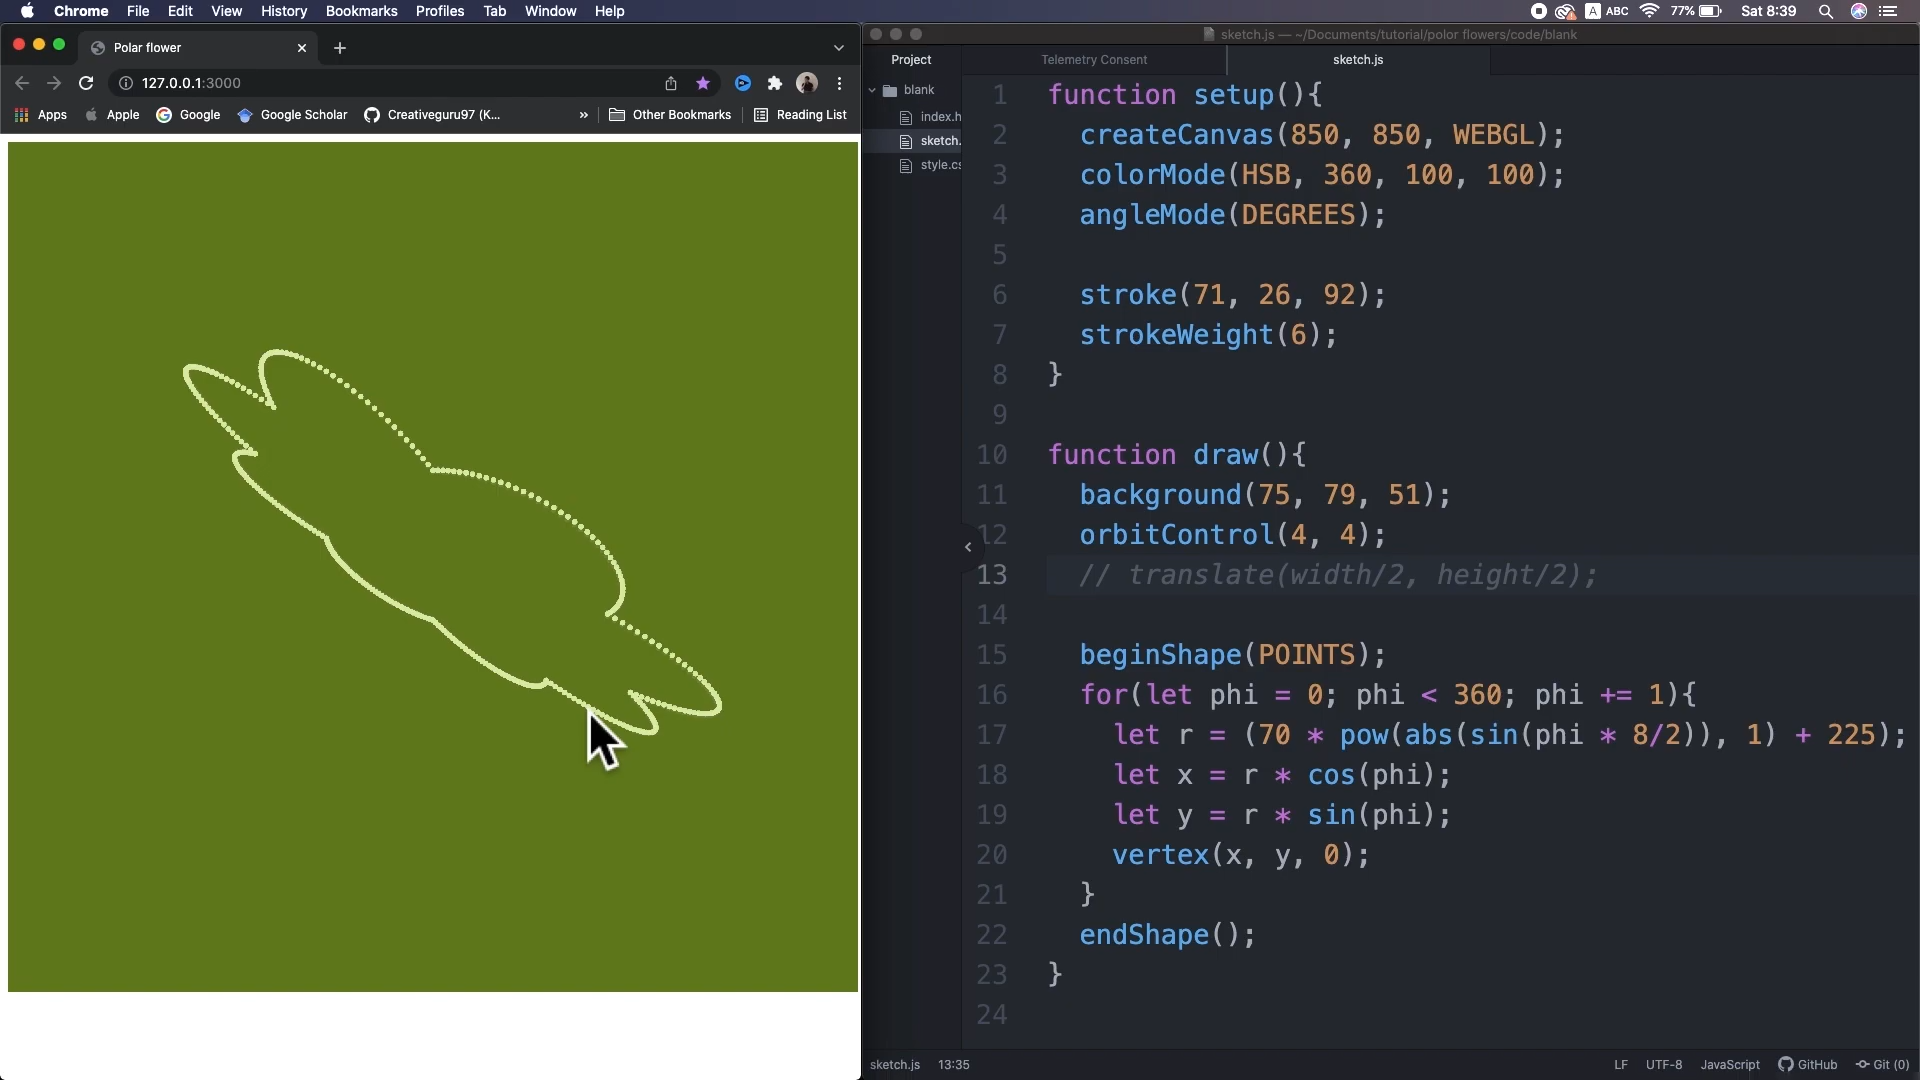 Chrome File Edit View History Bookmarks Profiles Tab Window Help
A ABC 77% Sat 8:39
Polar flower
127.0.0.1:3000
Apps Apple Google Google Scholar Creativeguru97 (K... » Other Bookmarks Reading List
sketch.js — ~/Documents/tutorial/polor flowers/code/blank
Project
Telemetry Consent
sketch.js
blank
index.h
sketch.
style.cs
1 function setup(){
2 createCanvas(850, 850, WEBGL);
3 colorMode(HSB, 360, 100, 100);
4 angleMode(DEGREES);
5
6 stroke(71, 26, 92);
7 strokeWeight(6);
8 }
9
10 function draw(){
11 background(75, 79, 51);
12 orbitControl(4, 4);
13 // translate(width/2, height/2);
14
15 beginShape(POINTS);
16 for(let phi = 0; phi < 360; phi += 1){
17 let r = (70 * pow(abs(sin(phi * 8/2)), 1) + 225);
18 let x = r * cos(phi);
19 let y = r * sin(phi);
20 vertex(x, y, 0);
21 }
22 endShape();
23 }
24
sketch.js 13:35
LF UTF-8 JavaScript GitHub Git (0)